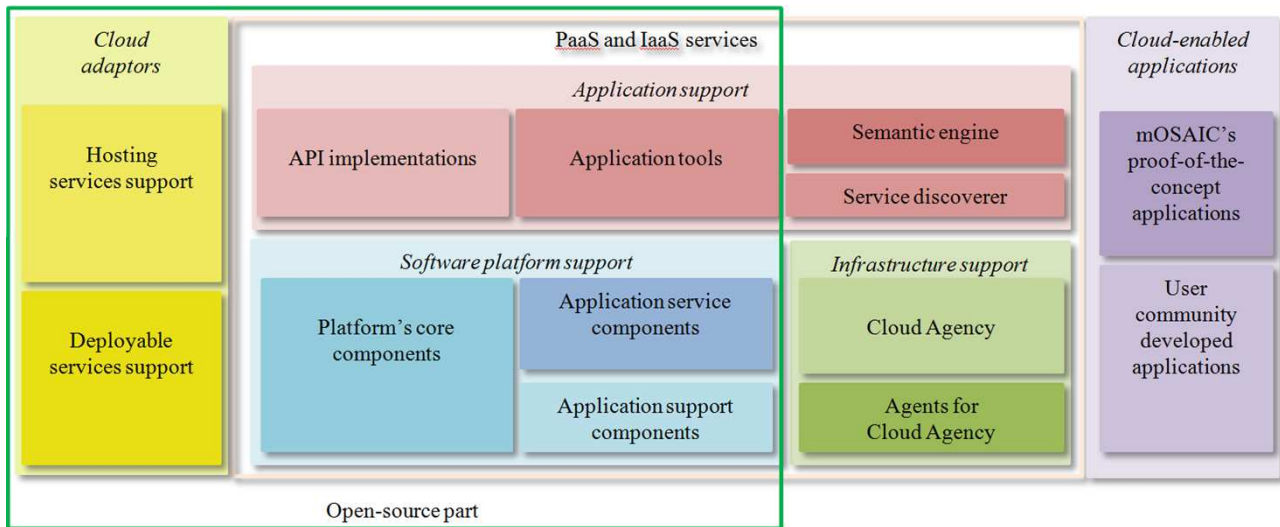 Cloud
adaptors
Hosting
services support
Deployable
services support
PaaS and IaaS services
Application support
API implementations
Application tools
Semantic engine
Service discoverer
Software platform support
Platform's core
components
Application service
components
Application support
components
Infrastructure support
Cloud Agency
Agents for
Cloud Agency
Cloud-enabled
applications
mOSAIC's
proof-of-the-
concept
applications
User
community
developed
applications
Open-source part